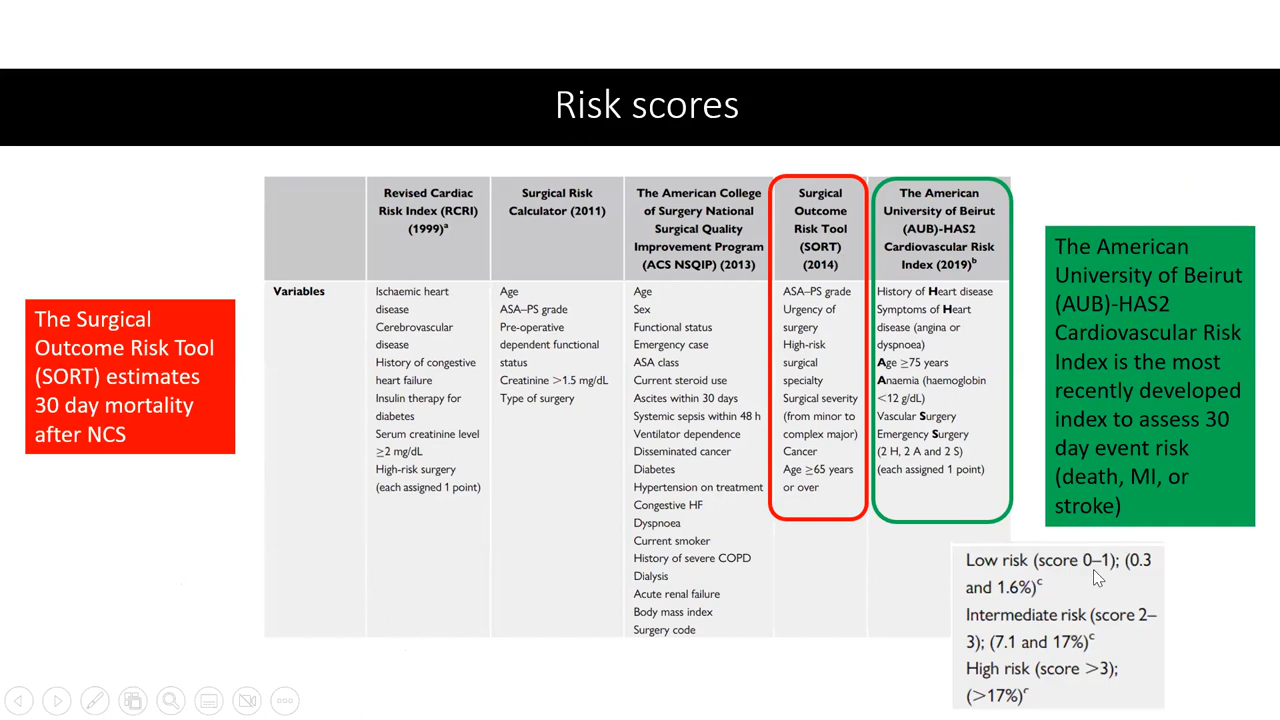 Risk scores
Revised Cardiac
Risk Index (RCRI)
(1999)a
Surgical Risk
Calculator (2011)
The American College
of Surgery National
Surgical Quality
Improvement Program
(ACS NSQIP) (2013)
Surgical
Outcome
Risk Tool
(SORT)
(2014)
The American
University of Beirut
(AUB)-HAS2
Cardiovascular Risk
Index (2019)b
Variables
Ischaemic heart
disease
Cerebrovascular
disease
History of congestive
heart failure
Insulin therapy for
diabetes
Serum creatinine level
≥2 mg/dL
High-risk surgery
(each assigned 1 point)
Age
ASA–PS grade
Pre-operative
dependent functional
status
Creatinine >1.5 mg/dL
Type of surgery
Age
Sex
Functional status
Emergency case
ASA class
Current steroid use
Ascites within 30 days
Systemic sepsis within 48 h
Ventilator dependence
Disseminated cancer
Diabetes
Hypertension on treatment
Congestive HF
Dyspnoea
Current smoker
History of severe COPD
Dialysis
Acute renal failure
Body mass index
Surgery code
ASA–PS grade
Urgency of
surgery
High-risk
surgical
specialty
Surgical severity
(from minor to
complex major)
Cancer
Age ≥65 years
or over
History of Heart disease
Symptoms of Heart
disease (angina or
dyspnoea)
Age ≥75 years
Anaemia (haemoglobin
<12 g/dL)
Vascular Surgery
Emergency Surgery
(2 H, 2 A and 2 S)
(each assigned 1 point)
The Surgical
Outcome Risk Tool
(SORT) estimates
30 day mortality
after NCS
The American
University of Beirut
(AUB)-HAS2
Cardiovascular Risk
Index is the most
recently developed
index to assess 30
day event risk
(death, MI, or
stroke)
Low risk (score 0–1); (0.3
and 1.6%)c
Intermediate risk (score 2–
3); (7.1 and 17%)c
High risk (score >3);
(>17%)c